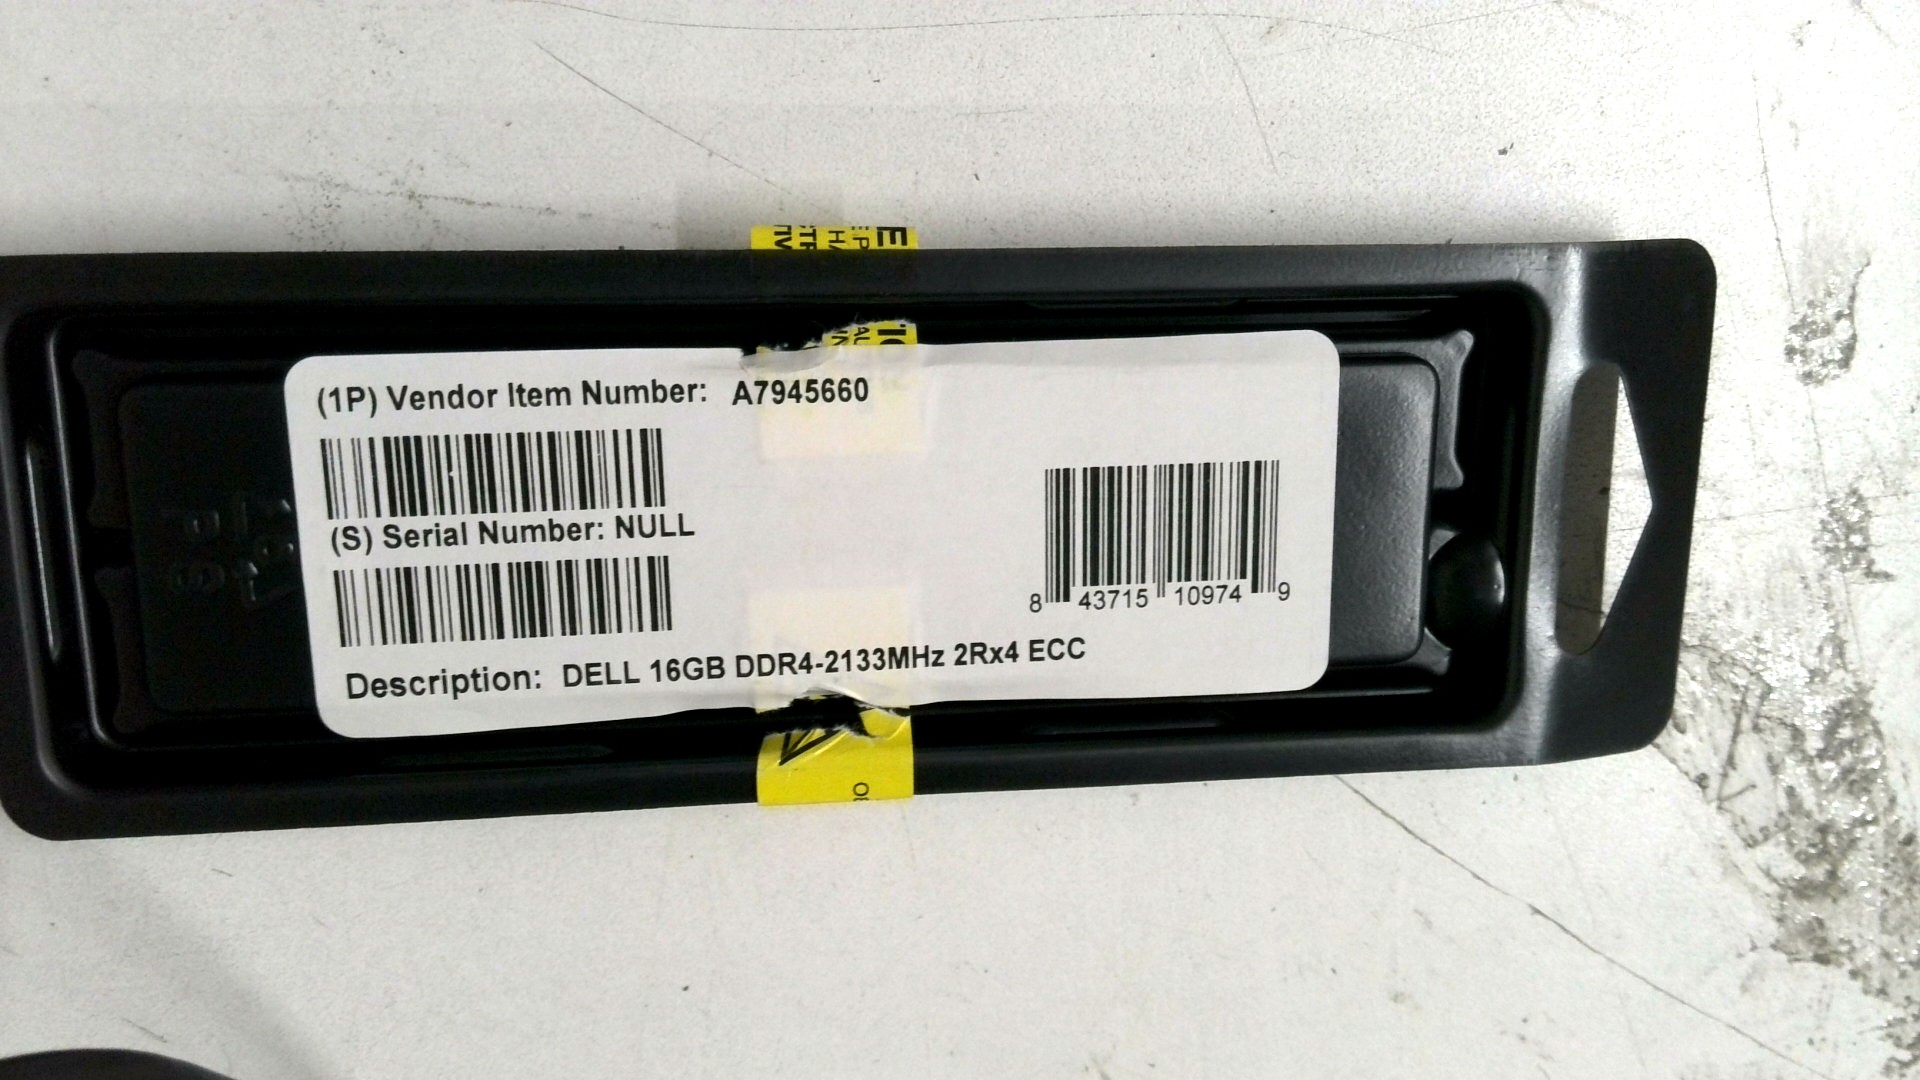 (1P) Vendor Item Number: A7945660
(S) Serial Number: NULL
8 43715 10974 9
Description: DELL 16GB DDR4-2133MHz 2Rx4 ECC